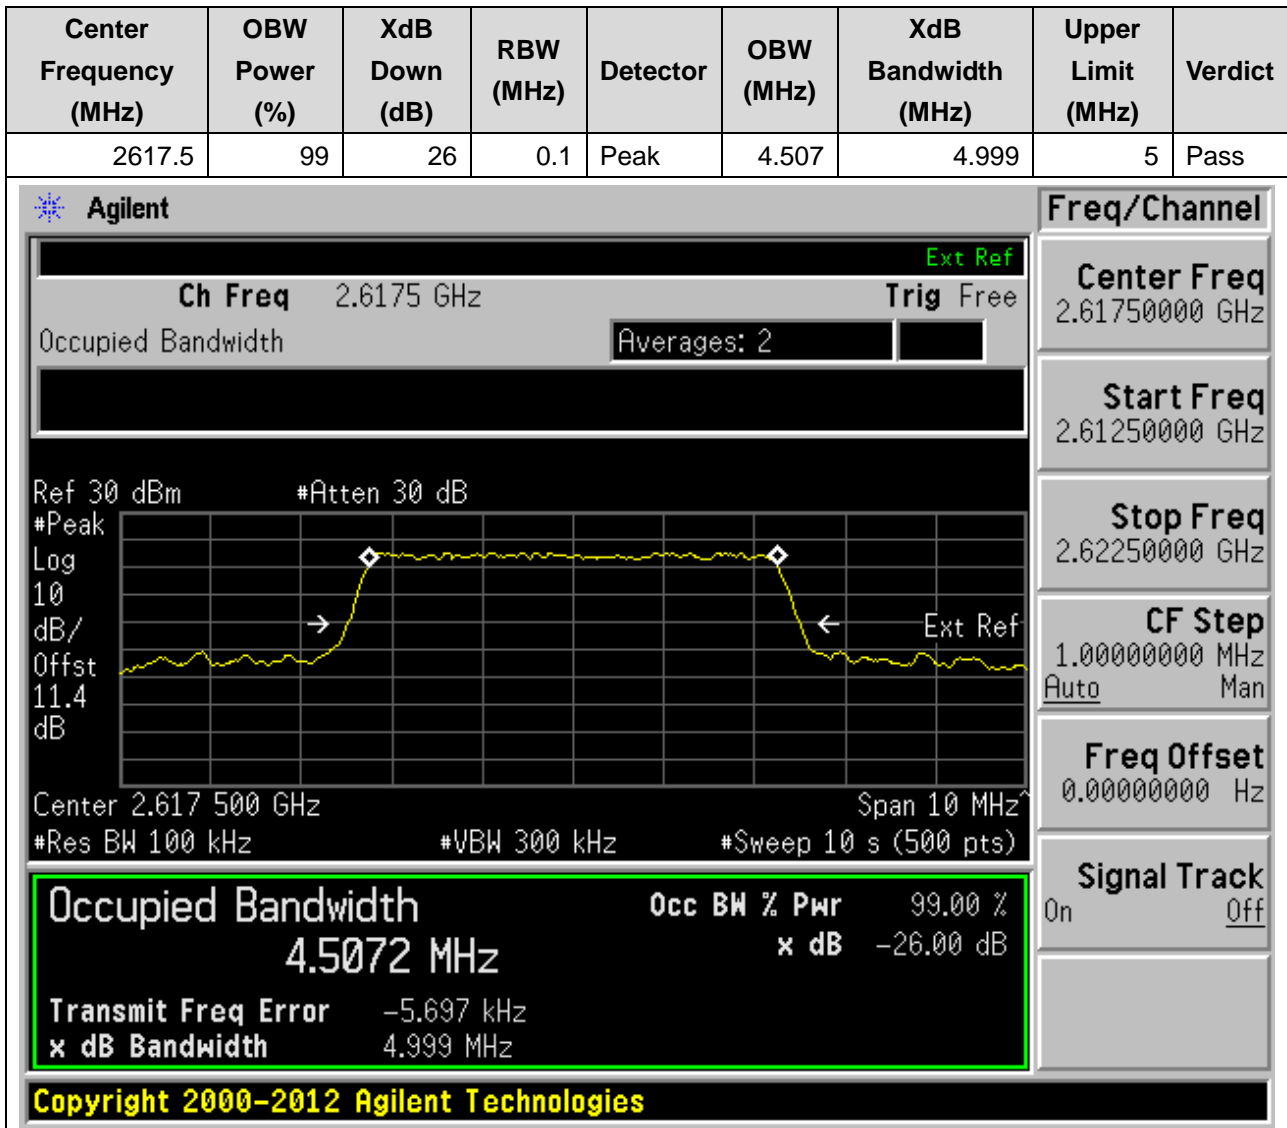 Center Frequency (MHz) OBW Power (%) XdB Down (dB) RBW (MHz) Detector OBW (MHz) XdB Bandwidth (MHz) Upper Limit (MHz) Verdict
2617.5 99 26 0.1 Peak 4.507 4.999 5 Pass
Agilent
Freq/Channel
Ext Ref
Ch Freq 2.6175 GHz Trig Free
Occupied Bandwidth Averages: 2
Center Freq
2.61750000 GHz
Start Freq
2.61250000 GHz
Stop Freq
2.62250000 GHz
CF Step
1.00000000 MHz
Auto Man
Freq Offset
0.00000000 Hz
Signal Track
On Off
Ref 30 dBm #Atten 30 dB
#Peak
Log
10
dB/
Offst
11.4
dB
Ext Ref
Center 2.617 500 GHz Span 10 MHz^
#Res BW 100 kHz #VBW 300 kHz #Sweep 10 s (500 pts)
Occupied Bandwidth Occ BW % Pwr 99.00 %
4.5072 MHz x dB -26.00 dB
Transmit Freq Error -5.697 kHz
x dB Bandwidth 4.999 MHz
Copyright 2000-2012 Agilent Technologies